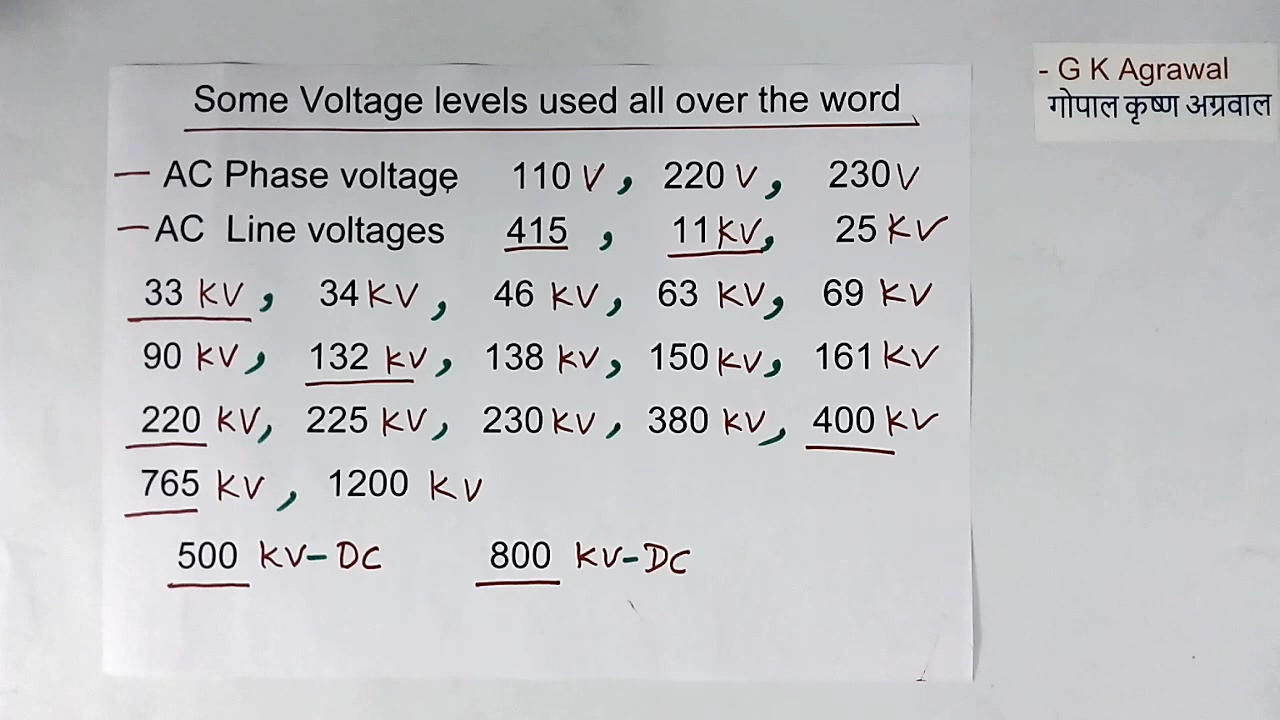 Some Voltage levels used all over the word
- G K Agrawal
गोपाल कृष्ण अग्रवाल
— AC Phase voltage 110 V, 220 V, 230 V
— AC Line voltages 415, 11 KV, 25 KV
33 KV, 34 KV, 46 KV, 63 KV, 69 KV
90 KV, 132 KV, 138 KV, 150 KV, 161 KV
220 KV, 225 KV, 230 KV, 380 KV, 400 KV
765 KV, 1200 KV
500 KV-DC 800 KV-DC